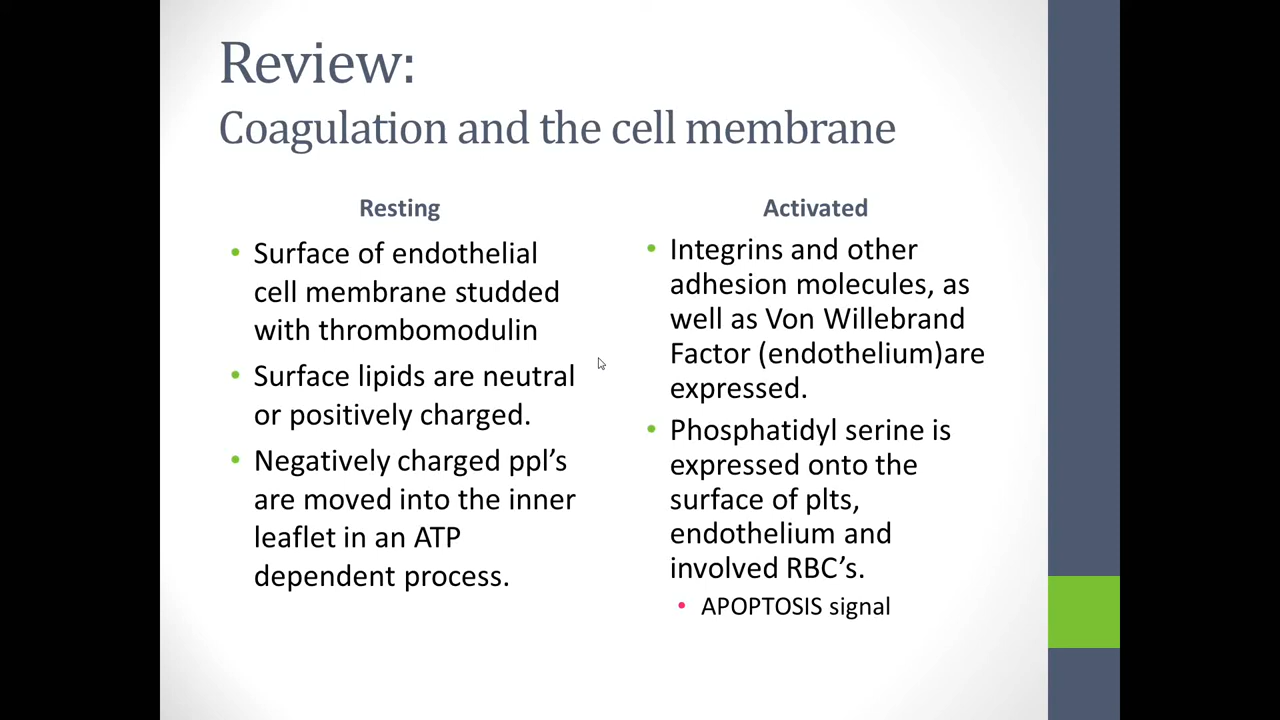 Review:
Coagulation and the cell membrane
Resting
• Surface of endothelial
cell membrane studded
with thrombomodulin
• Surface lipids are neutral
or positively charged.
• Negatively charged ppl’s
are moved into the inner
leaflet in an ATP
dependent process.
Activated
• Integrins and other
adhesion molecules, as
well as Von Willebrand
Factor (endothelium)are
expressed.
• Phosphatidyl serine is
expressed onto the
surface of plts,
endothelium and
involved RBC’s.
• APOPTOSIS signal